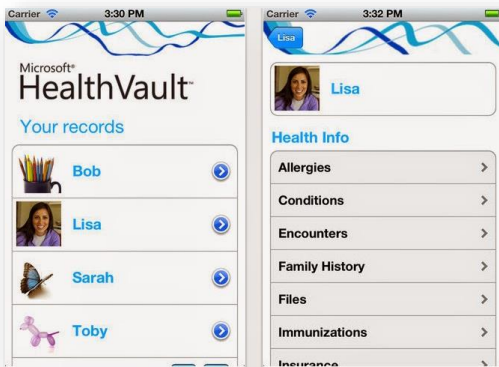 Carrier 3:30 PM
Microsoft®
HealthVault™
Your records
Bob
Lisa
Sarah
Toby
Carrier 3:32 PM
Lisa
Lisa
Health Info
Allergies
Conditions
Encounters
Family History
Files
Immunizations
Insurance